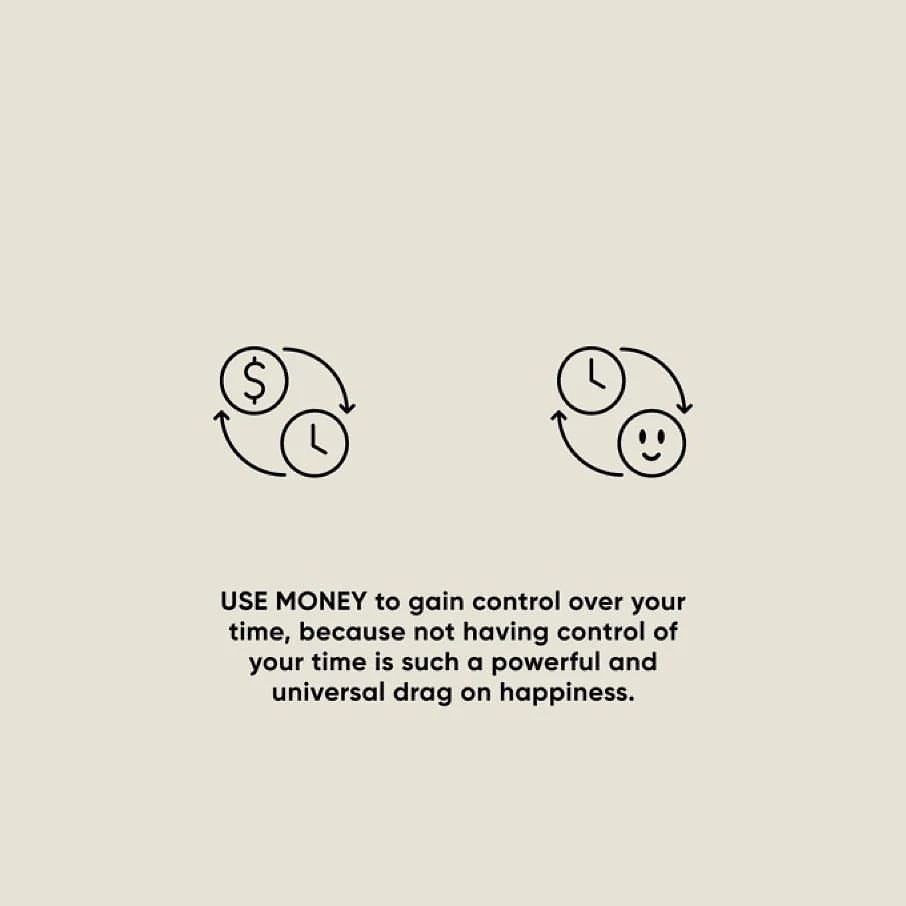 $
USE MONEY to gain control over your
time, because not having control of
your time is such a powerful and
universal drag on happiness.